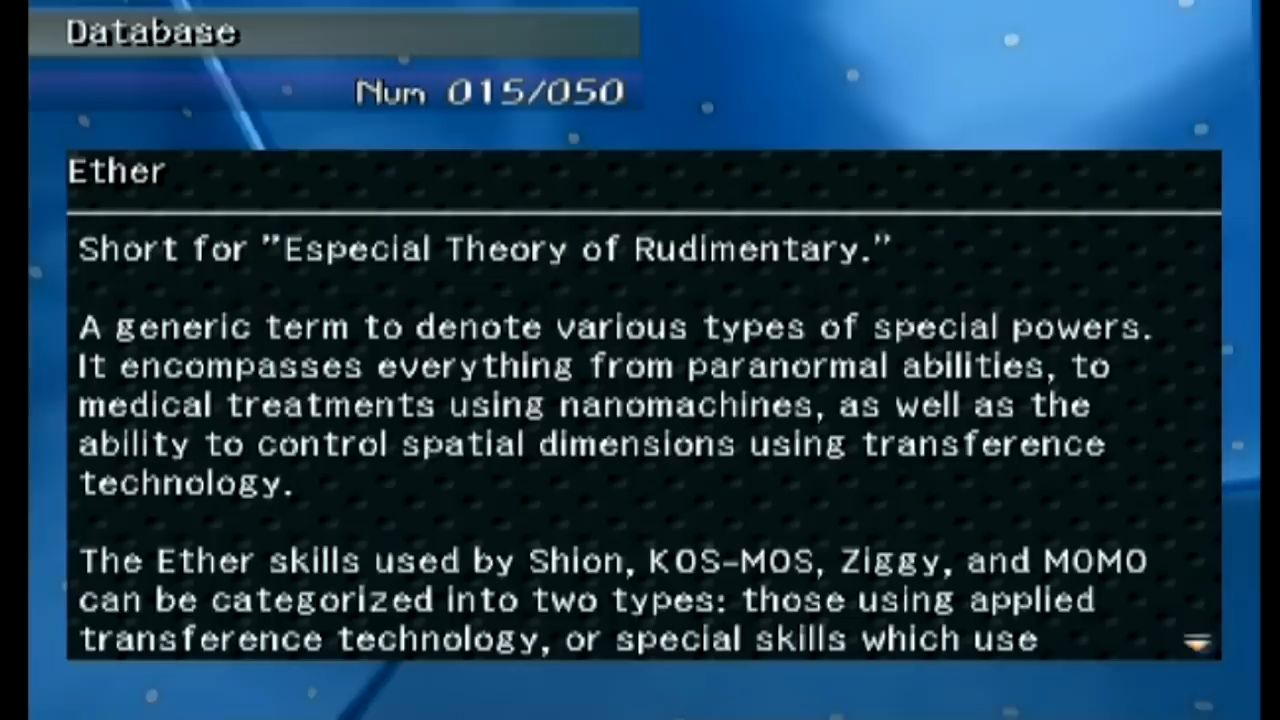 Database
Num 015/050
Ether
Short for "Especial Theory of Rudimentary."
A generic term to denote various types of special powers.
It encompasses everything from paranormal abilities, to
medical treatments using nanomachines, as well as the
ability to control spatial dimensions using transference
technology.
The Ether skills used by Shion, KOS-MOS, Ziggy, and MOMO
can be categorized into two types: those using applied
transference technology, or special skills which use